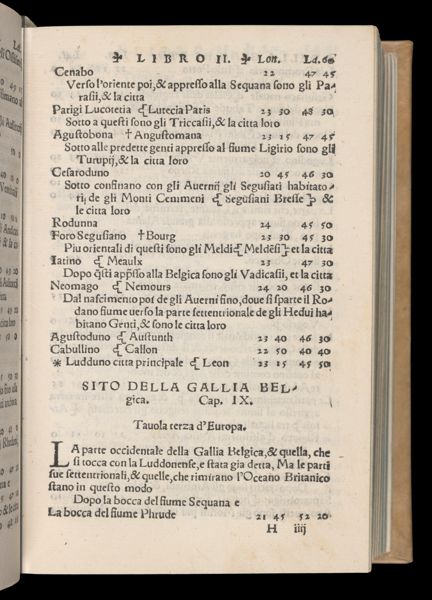 ✣ LIBRO II. ✣ Lon. La.60
Cenabo 22 47 45
Verso l'oriente poi, & appresso alla Sequana sono gli Pa-
rasii, & la citta
Parigi Lucotetia Lutecia Paris 23 30 48 30
Sotto a questi sono gli Triccasii, & la citta loro
Agustobona † Angustomana 23 15 47 45
Sotto alle predette genti appresso al fiume Ligirio sono gli
Turupij, & la citta loro
Cesaroduno 20 45 46 30
Sotto confinano con gli Auernij gli Segusiati habitato
ri, de gli Monti Cemmeni [Segusiani Bresse] &
le citta loro
Rodunna 24 45 50
Foro Segusiano † Bourg 23 30 45 30
Piu orientali di questi sono gli Meldi [Meldesi] et la citta
Iatino [Meaulx 23 47 30
Dopo q̃sti ap̃sso alla Belgica sono gli Vadicasii, et la citta
Neomago [Nemours 24 20 46 30
Dal nascimento poi de gli Auerni fino, doue si sparte il Ro-
dano fiume uerso la parte settentrionale de gli Hedui ha-
bitano Genti, & sono le citta loro
Agustoduno [Austunth 23 40 46 30
Cabullino [Callon 22 50 40 40
* Ludduno citta principale [Leon 23 15 45 50
SITO DELLA GALLIA BEL-
gica. Cap. IX.
Tauola terza d'Europa.
LA parte occidentale della Gallia Belgica, & quella, che
si tocca con la Luddonense, e stata gia detta, Ma le parti
sue settentrionali, & quelle, che rimirano l'Oceano Britanico
stano in questo modo
Dopo la bocca del fiume Sequana e
La bocca del fiume Phrude 21 45 52 20
H iiij